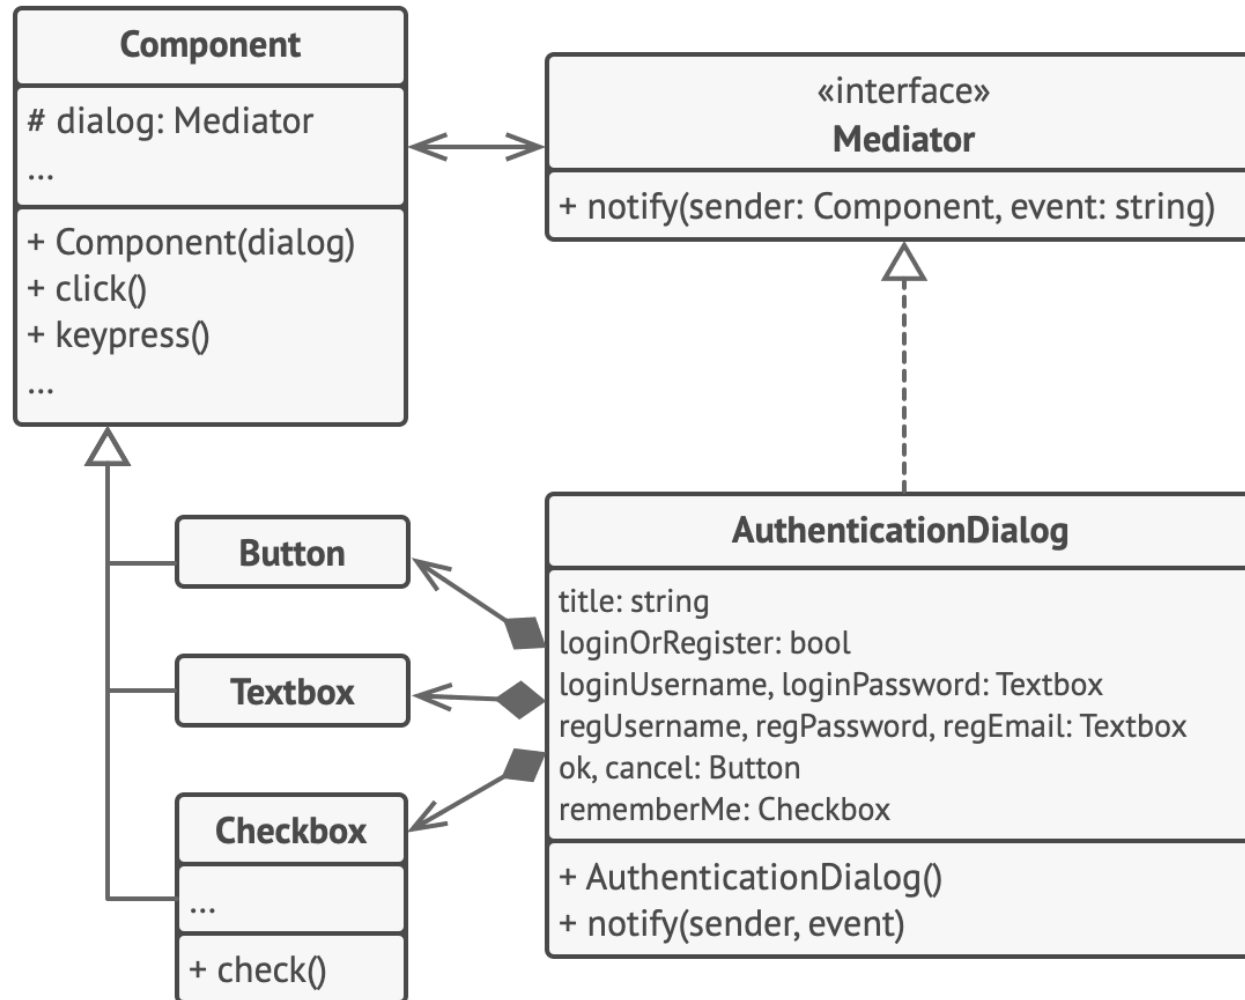 Component
# dialog: Mediator
...
+ Component(dialog)
+ click()
+ keypress()
...
«interface»
Mediator
+ notify(sender: Component, event: string)
Button
Textbox
Checkbox
...
+ check()
AuthenticationDialog
title: string
loginOrRegister: bool
loginUsername, loginPassword: Textbox
regUsername, regPassword, regEmail: Textbox
ok, cancel: Button
rememberMe: Checkbox
+ AuthenticationDialog()
+ notify(sender, event)